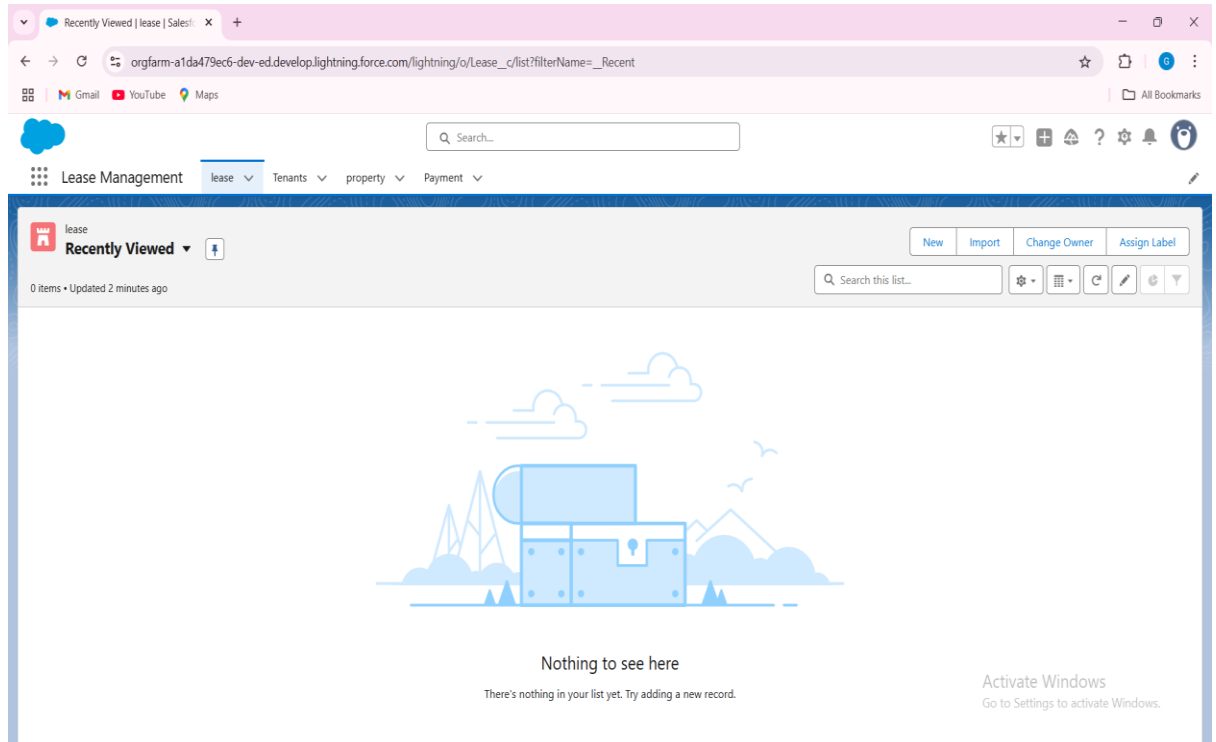 Recently Viewed | lease | Salesf
orgfarm-a1da479ec6-dev-ed.develop.lightning.force.com/lightning/o/Lease__c/list?filterName=__Recent
G
Gmail YouTube Maps All Bookmarks
Search...
Lease Management lease Tenants property Payment
lease
Recently Viewed
New Import Change Owner Assign Label
0 items • Updated 2 minutes ago
Search this list...
Nothing to see here
There's nothing in your list yet. Try adding a new record.
Activate Windows
Go to Settings to activate Windows.